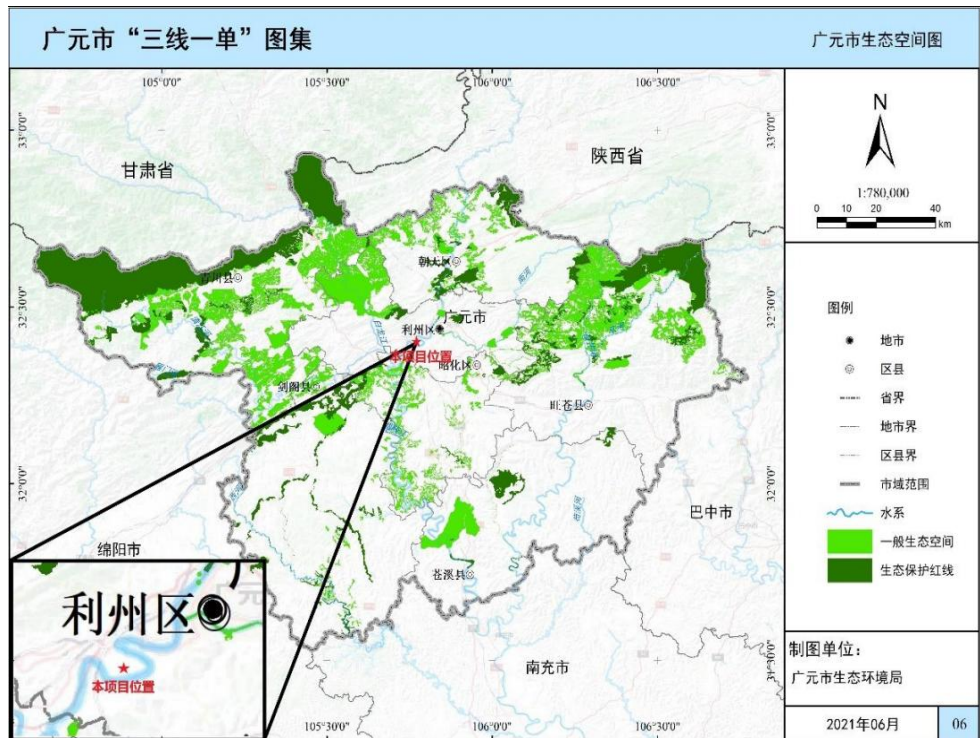 广元市“三线一单”图集
广元市生态空间图
105°0'0"
105°30'0"
106°0'0"
106°30'0"
33°0'0"
33°0'0"
甘肃省
陕西省
朝天区
青川县
32°30'0"
32°30'0"
广元市
利州区
白龙江
本项目位置
昭化区
剑阁县
旺苍县
32°0'0"
32°0'0"
巴中市
绵阳市
苍溪县
南充市
31°30'0"
105°30'0"
106°0'0"
106°30'0"
利州区
元
本项目位置
N
1:780,000
0 10 20 40
km
图例
地市
区县
省界
地市界
区县界
市域范围
水系
一般生态空间
生态保护红线
制图单位：
广元市生态环境局
2021年06月
06